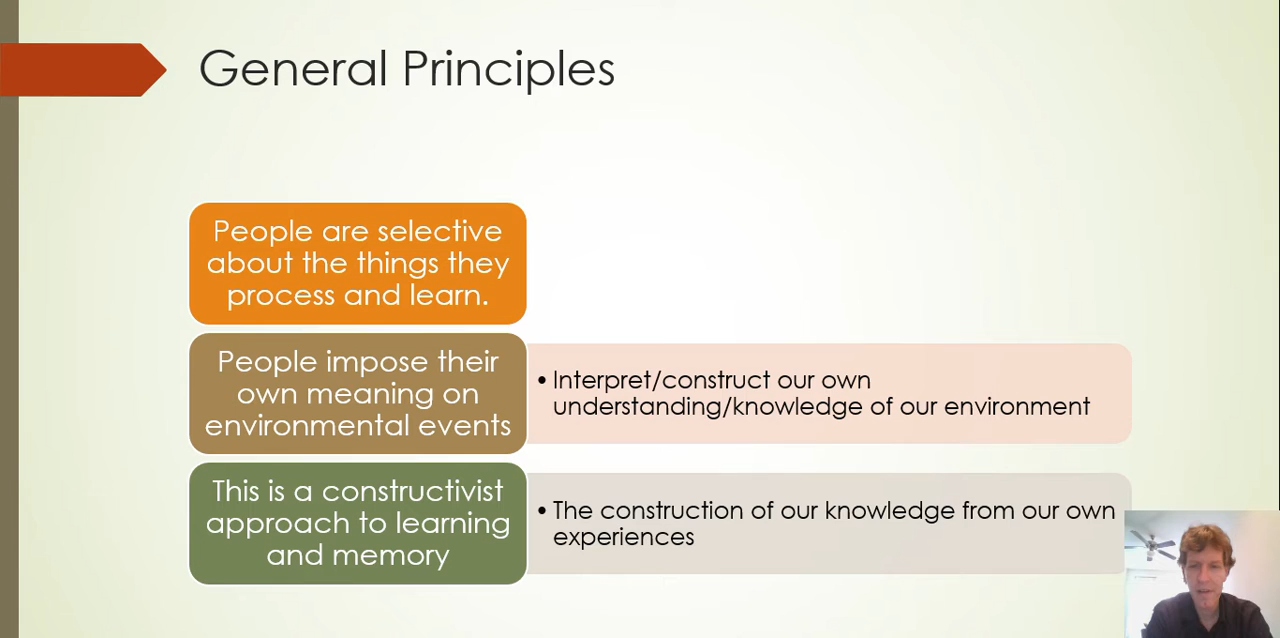 General Principles
People are selective
about the things they
process and learn.
People impose their
own meaning on
environmental events
• Interpret/construct our own
understanding/knowledge of our environment
This is a constructivist
approach to learning
and memory
• The construction of our knowledge from our own
experiences